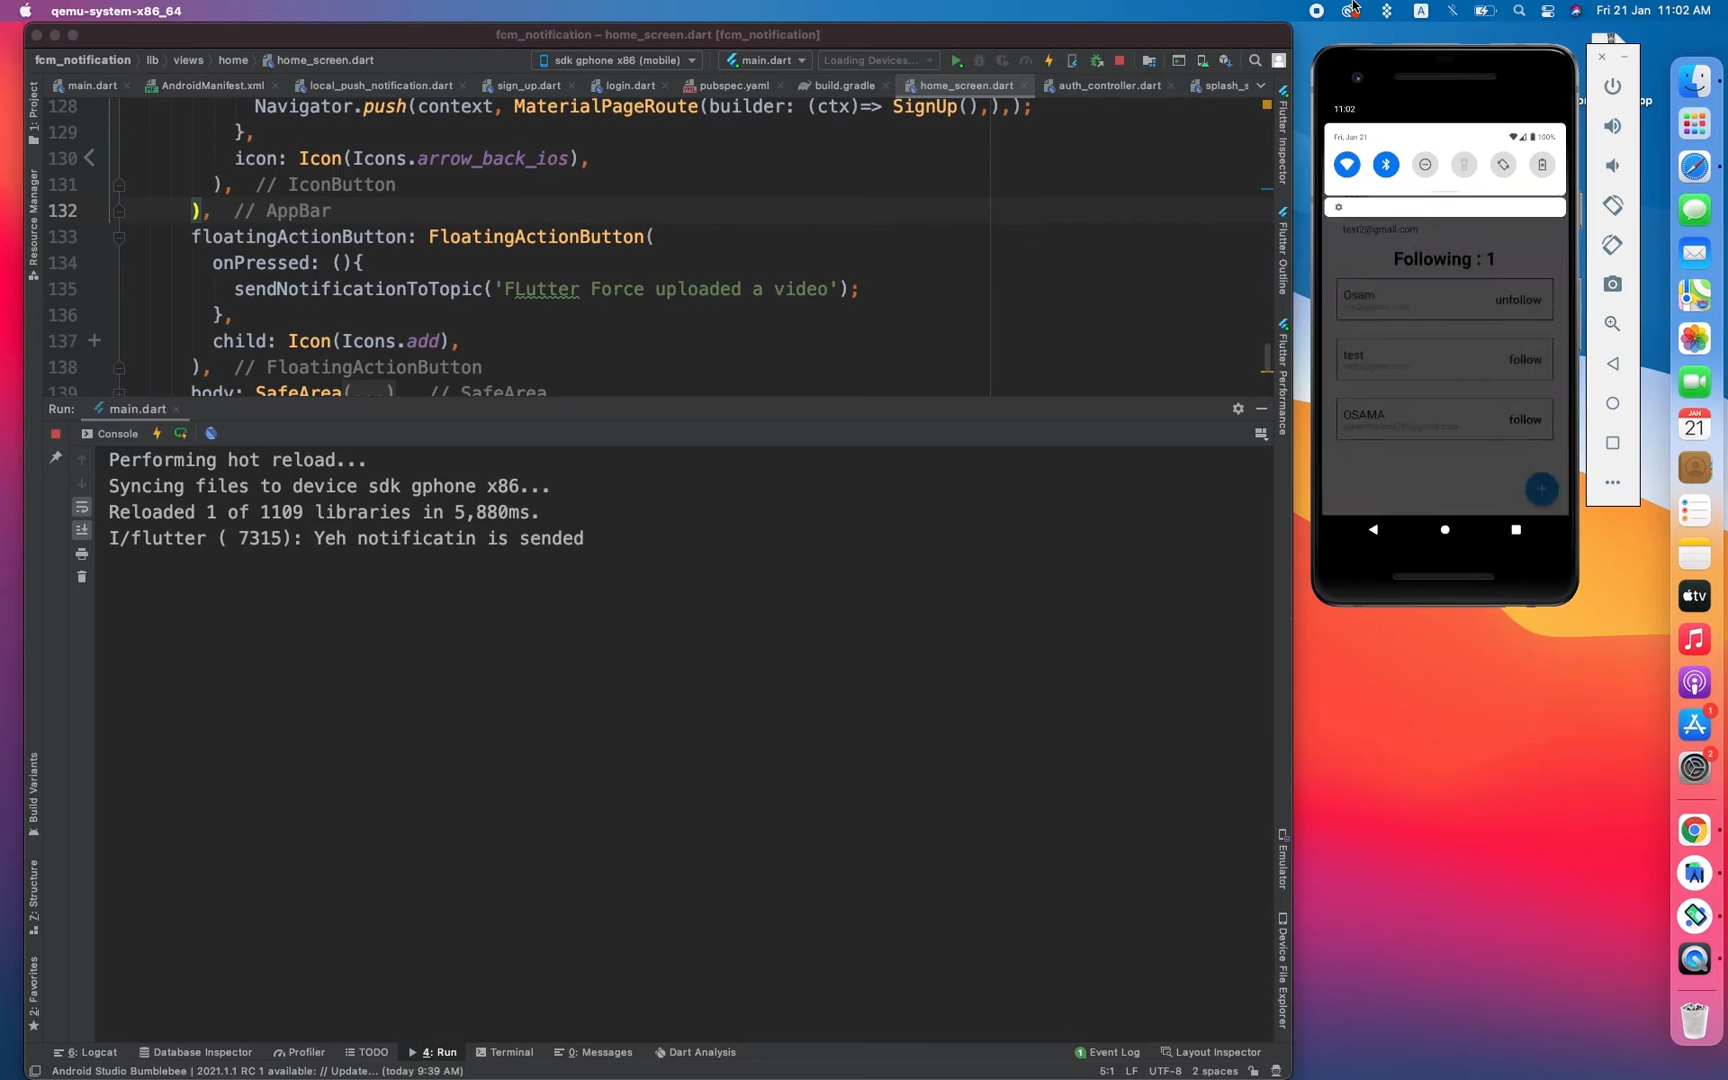 qemu-system-x86_64
Fri 21 Jan 11:02 AM
fcm_notification – home_screen.dart [fcm_notification]
fcm_notification
lib
views
home
home_screen.dart
sdk gphone x86 (mobile)
main.dart
Loading Devices...
main.dart
AndroidManifest.xml
local_push_notification.dart
sign_up.dart
login.dart
pubspec.yaml
build.gradle
home_screen.dart
auth_controller.dart
splash_s
128 Navigator.push(context, MaterialPageRoute(builder: (ctx)=> SignUp(),),);
129 },
130 icon: Icon(Icons.arrow_back_ios),
131 ), // IconButton
132 ), // AppBar
133 floatingActionButton: FloatingActionButton(
134 onPressed: (){
135 sendNotificationToTopic('FLutter Force uploaded a video');
136 },
137 child: Icon(Icons.add),
138 ), // FloatingActionButton
139 body: SafeArea(...) // SafeArea
Run:
main.dart
Console
Performing hot reload...
Syncing files to device sdk gphone x86...
Reloaded 1 of 1109 libraries in 5,880ms.
I/flutter ( 7315): Yeh notificatin is sended
1: Project
Resource Manager
Build Variants
7: Structure
2: Favorites
Flutter Inspector
Flutter Outline
Flutter Performance
Emulator
Device File Explorer
6: Logcat
Database Inspector
Profiler
TODO
4: Run
Terminal
0: Messages
Dart Analysis
1 Event Log
Layout Inspector
Android Studio Bumblebee | 2021.1.1 RC 1 available: // Update... (today 9:39 AM)
5:1
LF
UTF-8
2 spaces
11:02
Fri, Jan 21
100%
test2@gmail.com
Following : 1
Osam
unfollow
test
follow
OSAMA
follow
JAN
21
tv
1
2